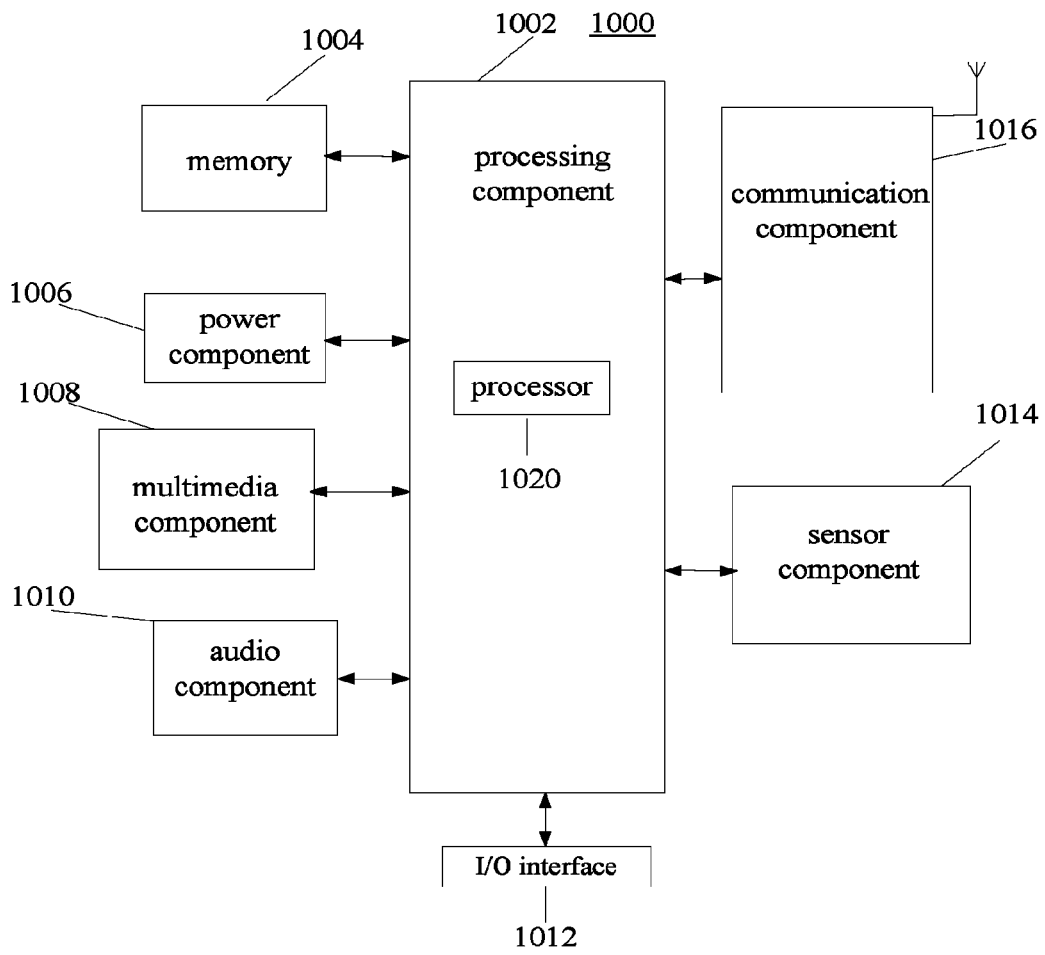 1002
1000
1004
memory
processing
component
1016
communication
component
1006
power
component
1008
processor
1020
multimedia
component
1014
sensor
component
1010
audio
component
I/O interface
1012